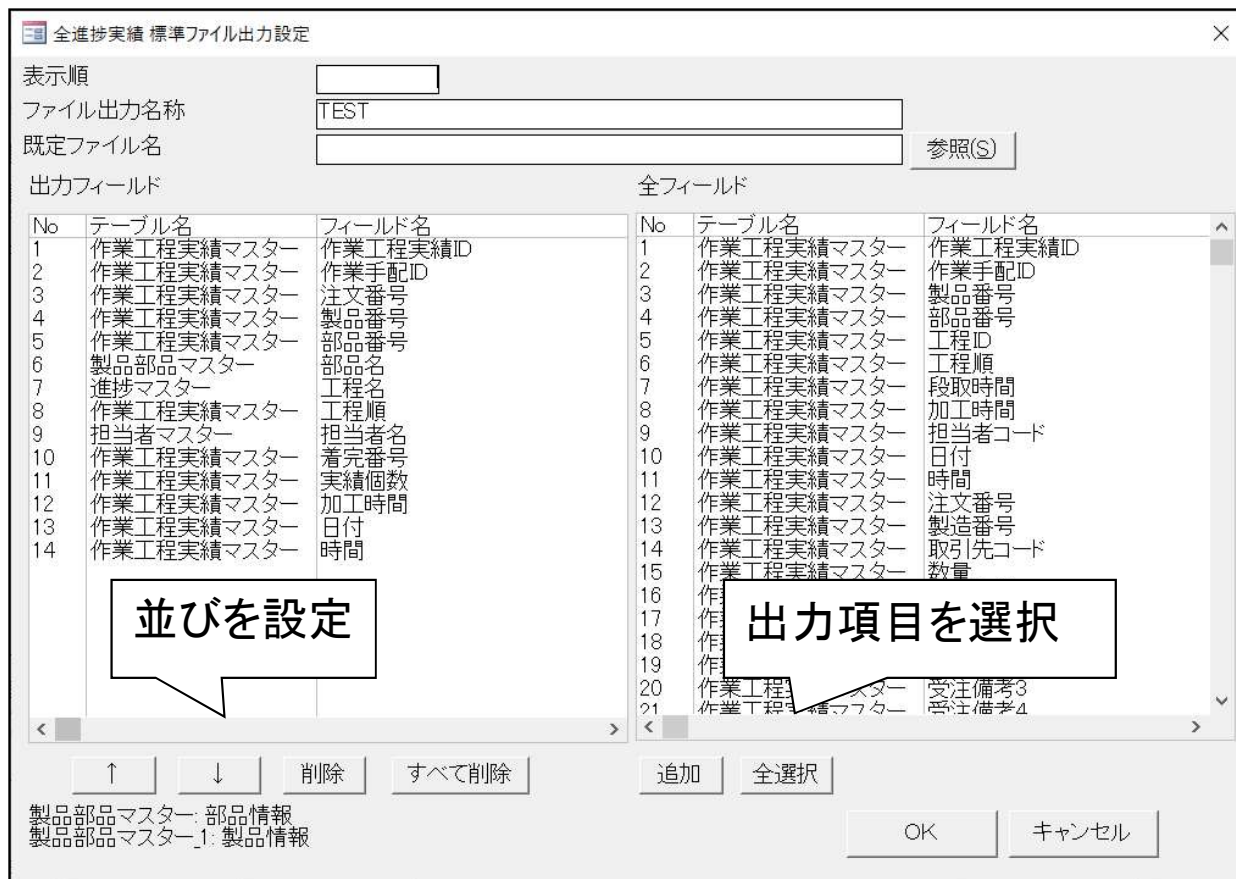 全進捗実績 標準ファイル出力設定
表示順
ファイル出力名称 TEST
既定ファイル名 参照(S)
出力フィールド
No テーブル名 フィールド名
1 作業工程実績マスター 作業工程実績ID
2 作業工程実績マスター 作業手配ID
3 作業工程実績マスター 注文番号
4 作業工程実績マスター 製品番号
5 作業工程実績マスター 部品番号
6 製品部品マスター 部品名
7 進捗マスター 工程名
8 作業工程実績マスター 工程順
9 担当者マスター 担当者名
10 作業工程実績マスター 着完番号
11 作業工程実績マスター 実績個数
12 作業工程実績マスター 加工時間
13 作業工程実績マスター 日付
14 作業工程実績マスター 時間
並びを設定
↑ ↓ 削除 すべて削除
全フィールド
No テーブル名 フィールド名
1 作業工程実績マスター 作業工程実績ID
2 作業工程実績マスター 作業手配ID
3 作業工程実績マスター 製品番号
4 作業工程実績マスター 部品番号
5 作業工程実績マスター 工程ID
6 作業工程実績マスター 工程順
7 作業工程実績マスター 段取時間
8 作業工程実績マスター 加工時間
9 作業工程実績マスター 担当者コード
10 作業工程実績マスター 日付
11 作業工程実績マスター 時間
12 作業工程実績マスター 注文番号
13 作業工程実績マスター 製造番号
14 作業工程実績マスター 取引先コード
15 作業工程実績マスター 数量
16
17
18
19
20 受注備考3
21 受注備考4
出力項目を選択
追加 全選択
製品部品マスター: 部品情報
製品部品マスター_1: 製品情報
OK キャンセル